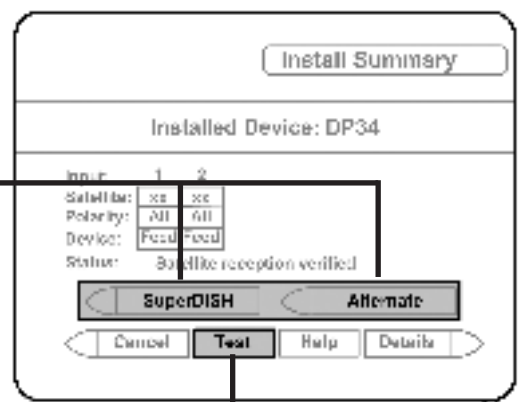 Install Summary
Installed Device: DP34
Input: 1 2
Satellite: xx xx
Polarity: All All
Device: Feed Feed
Status: Satellite reception verified
SuperDISH Alternate
Cancel Test Help Details